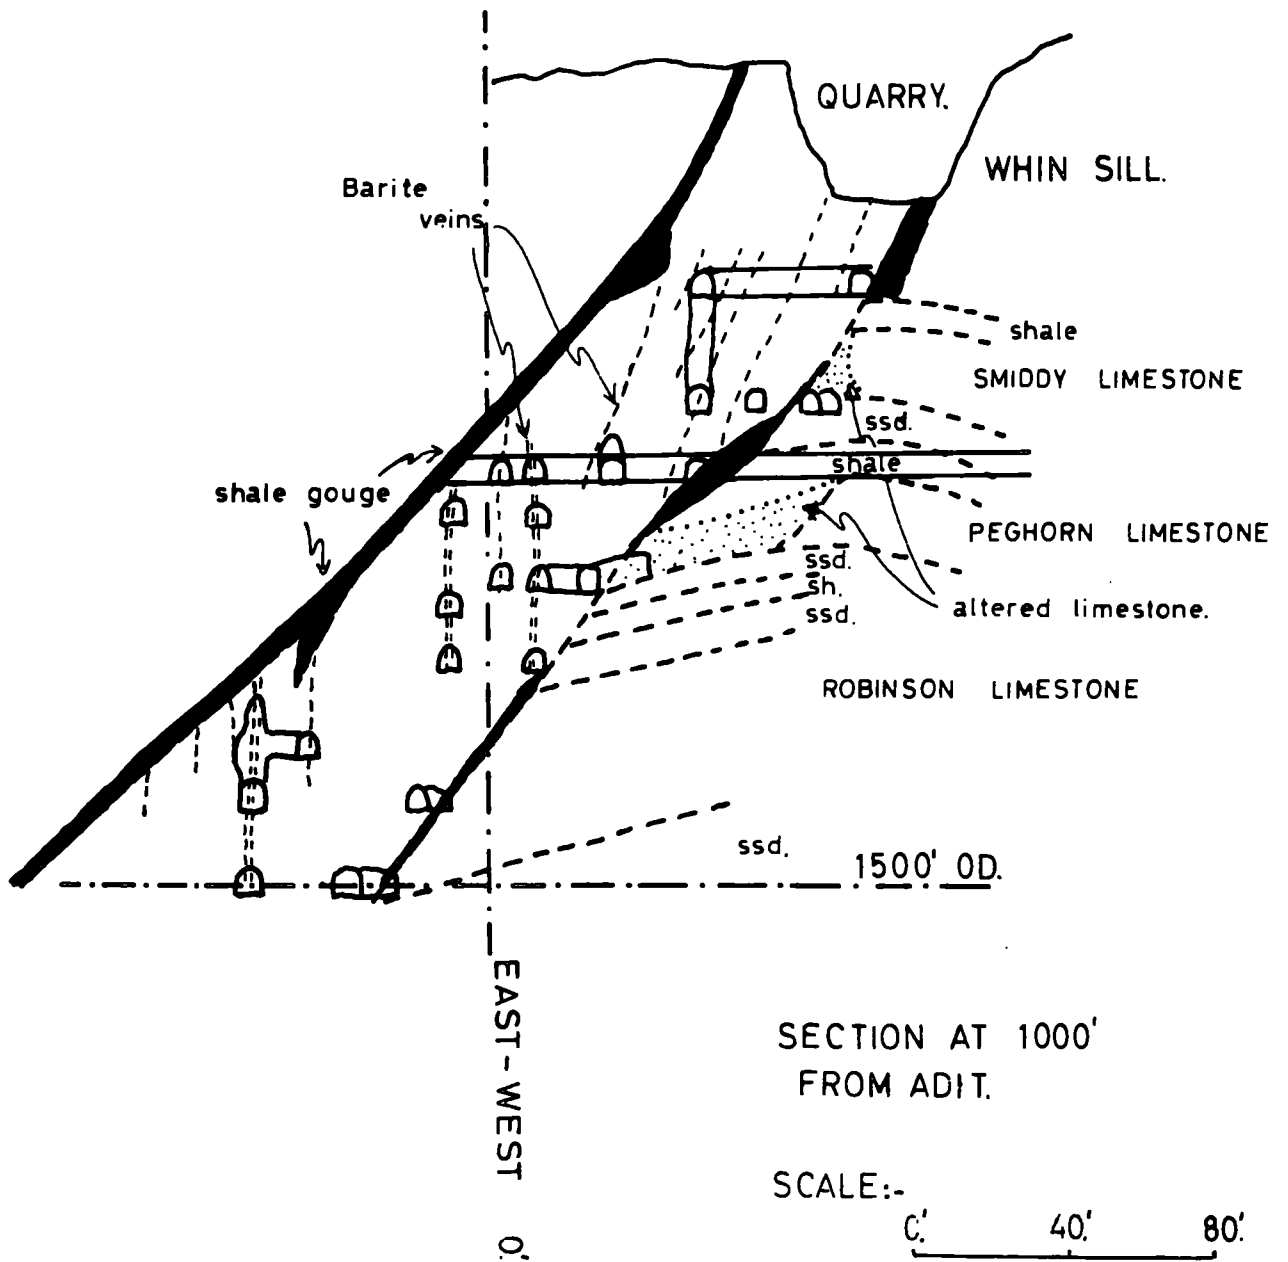 QUARRY.
WHIN SILL.
Barite
veins
shale
SMIDDY LIMESTONE
ssd.
shale
shale gouge
PEGHORN LIMESTONE
ssd.
sh.
altered limestone.
ssd.
ROBINSON LIMESTONE
ssd.
1500' OD.
EAST-WEST 0'.
SECTION AT 1000'
FROM ADIT.
SCALE:-
0'. 40'. 80'.